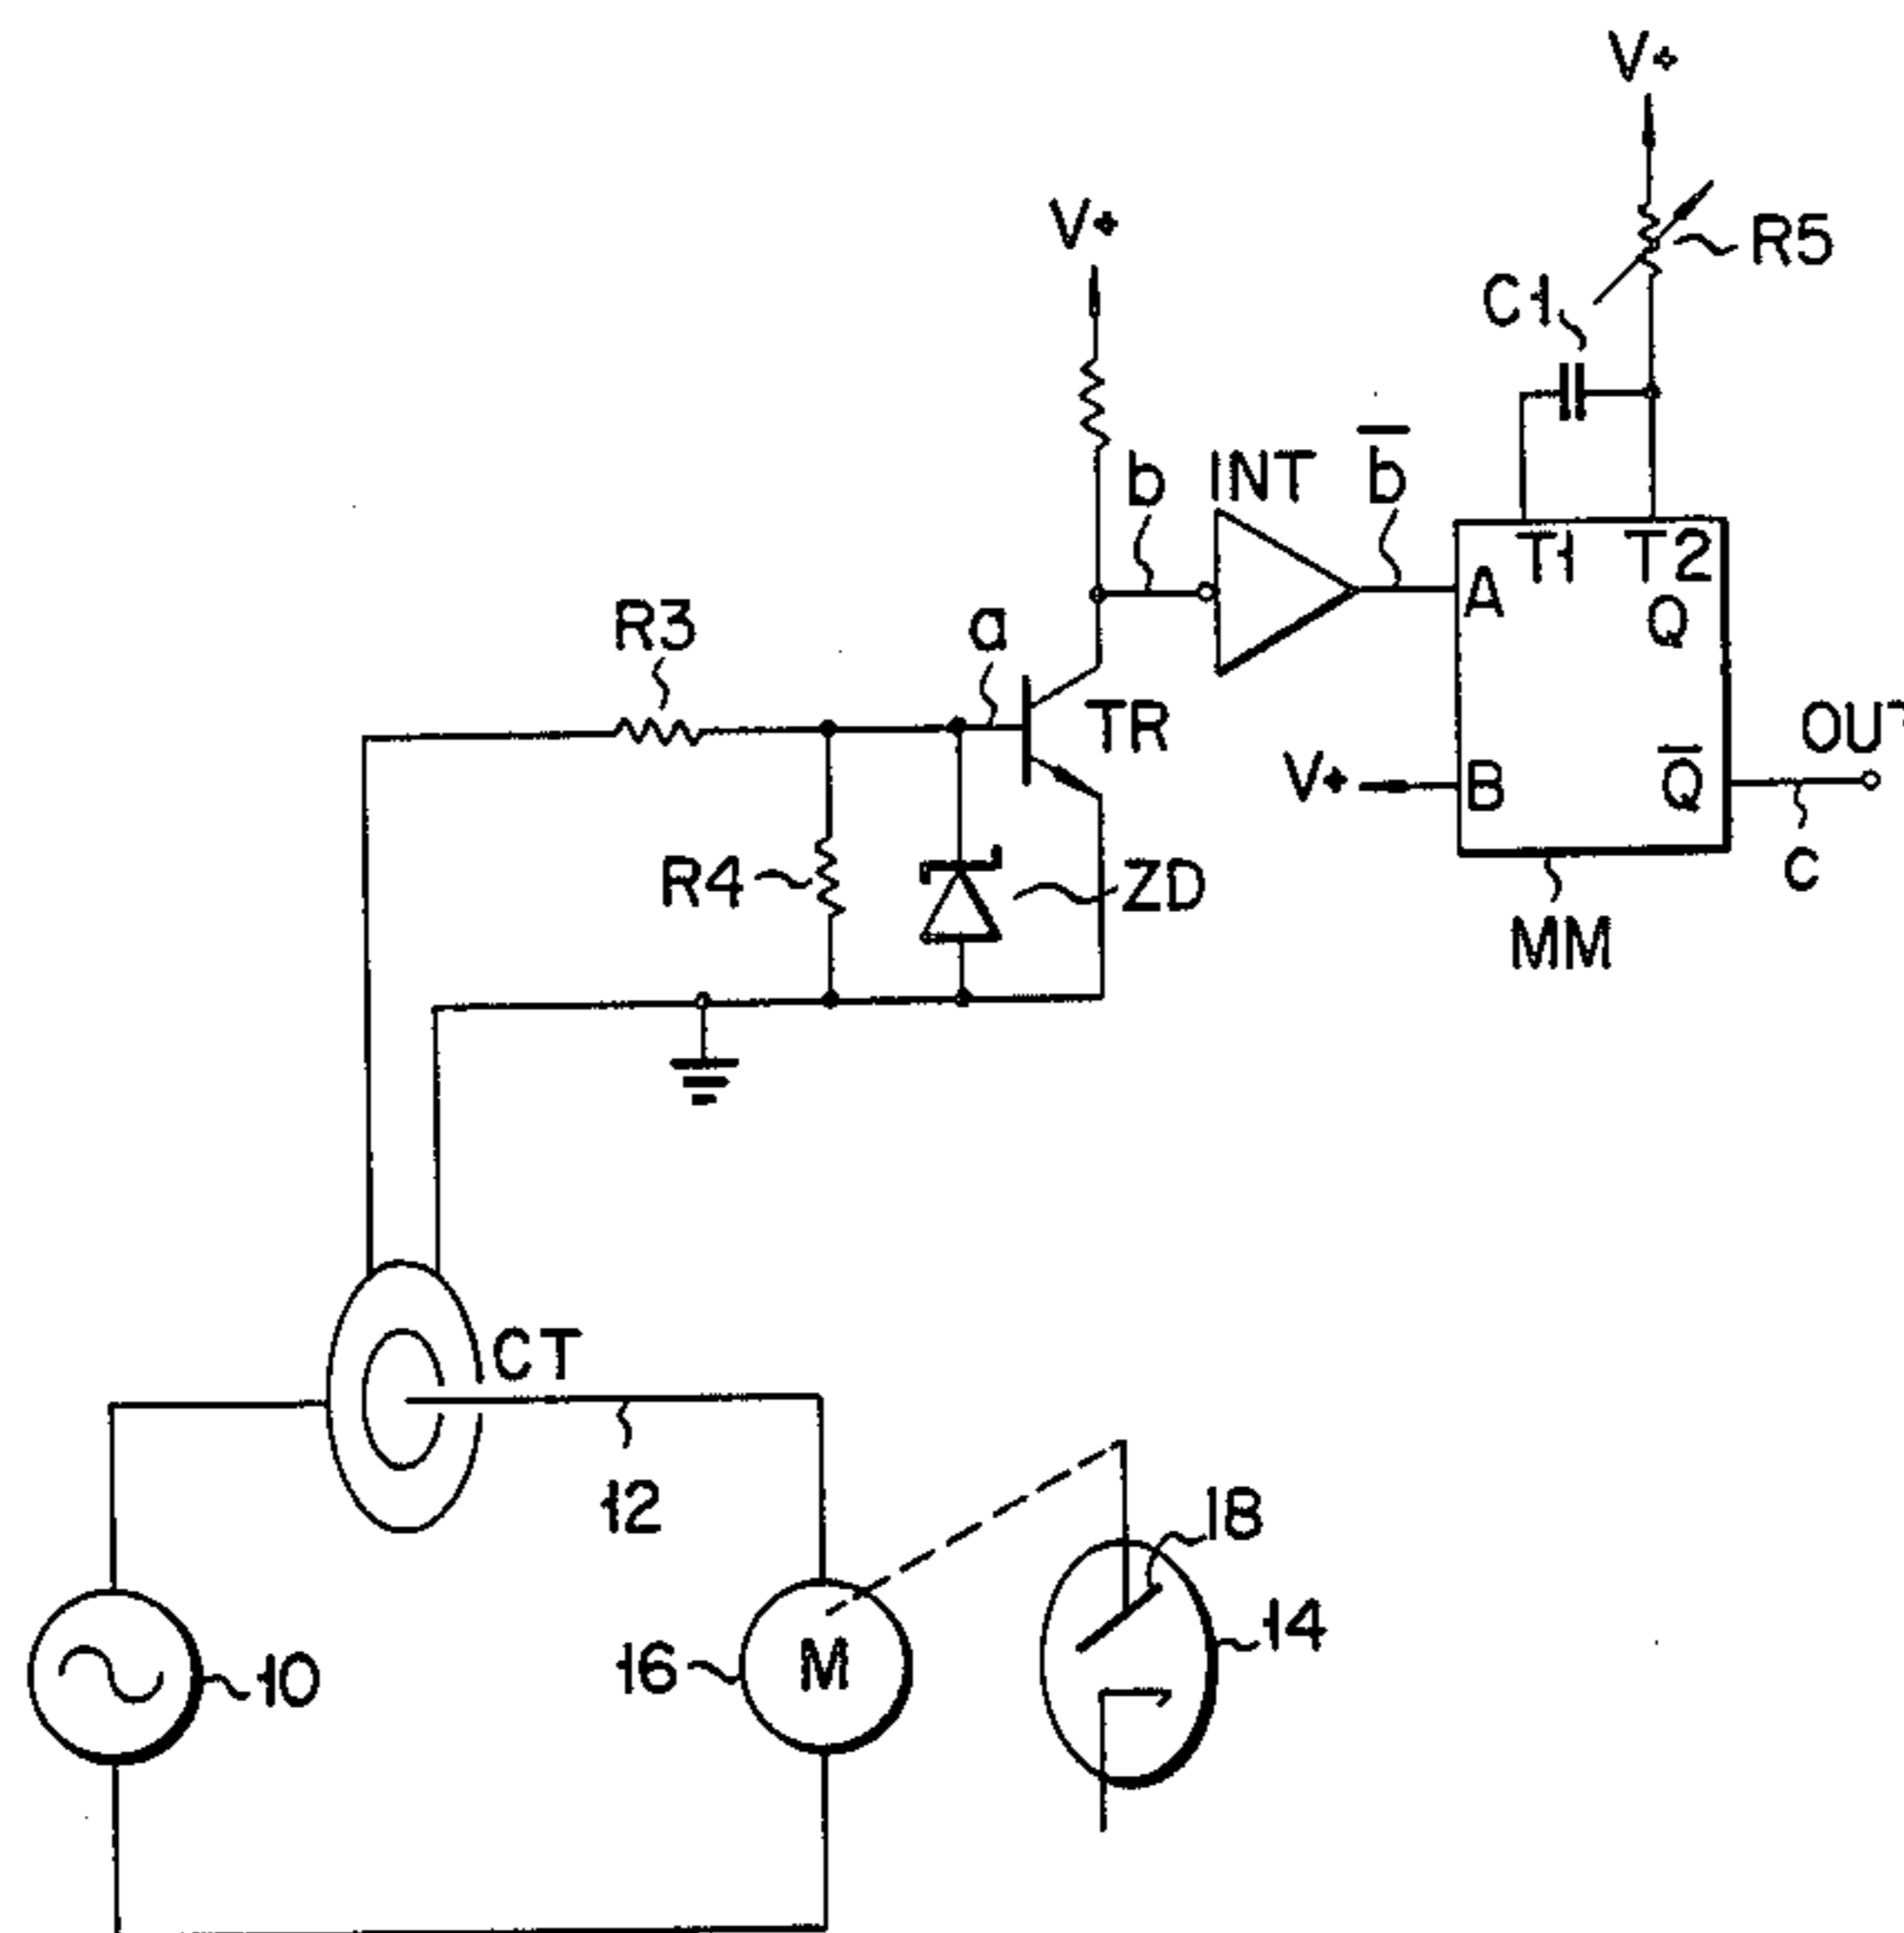 V+
R5
V+
C1
b
INT
b̅
T1
T2
A
Q
R3
a
TR
OUT
V+
B
Q̅
R4
ZD
C
MM
CT
12
18
14
16
M
10